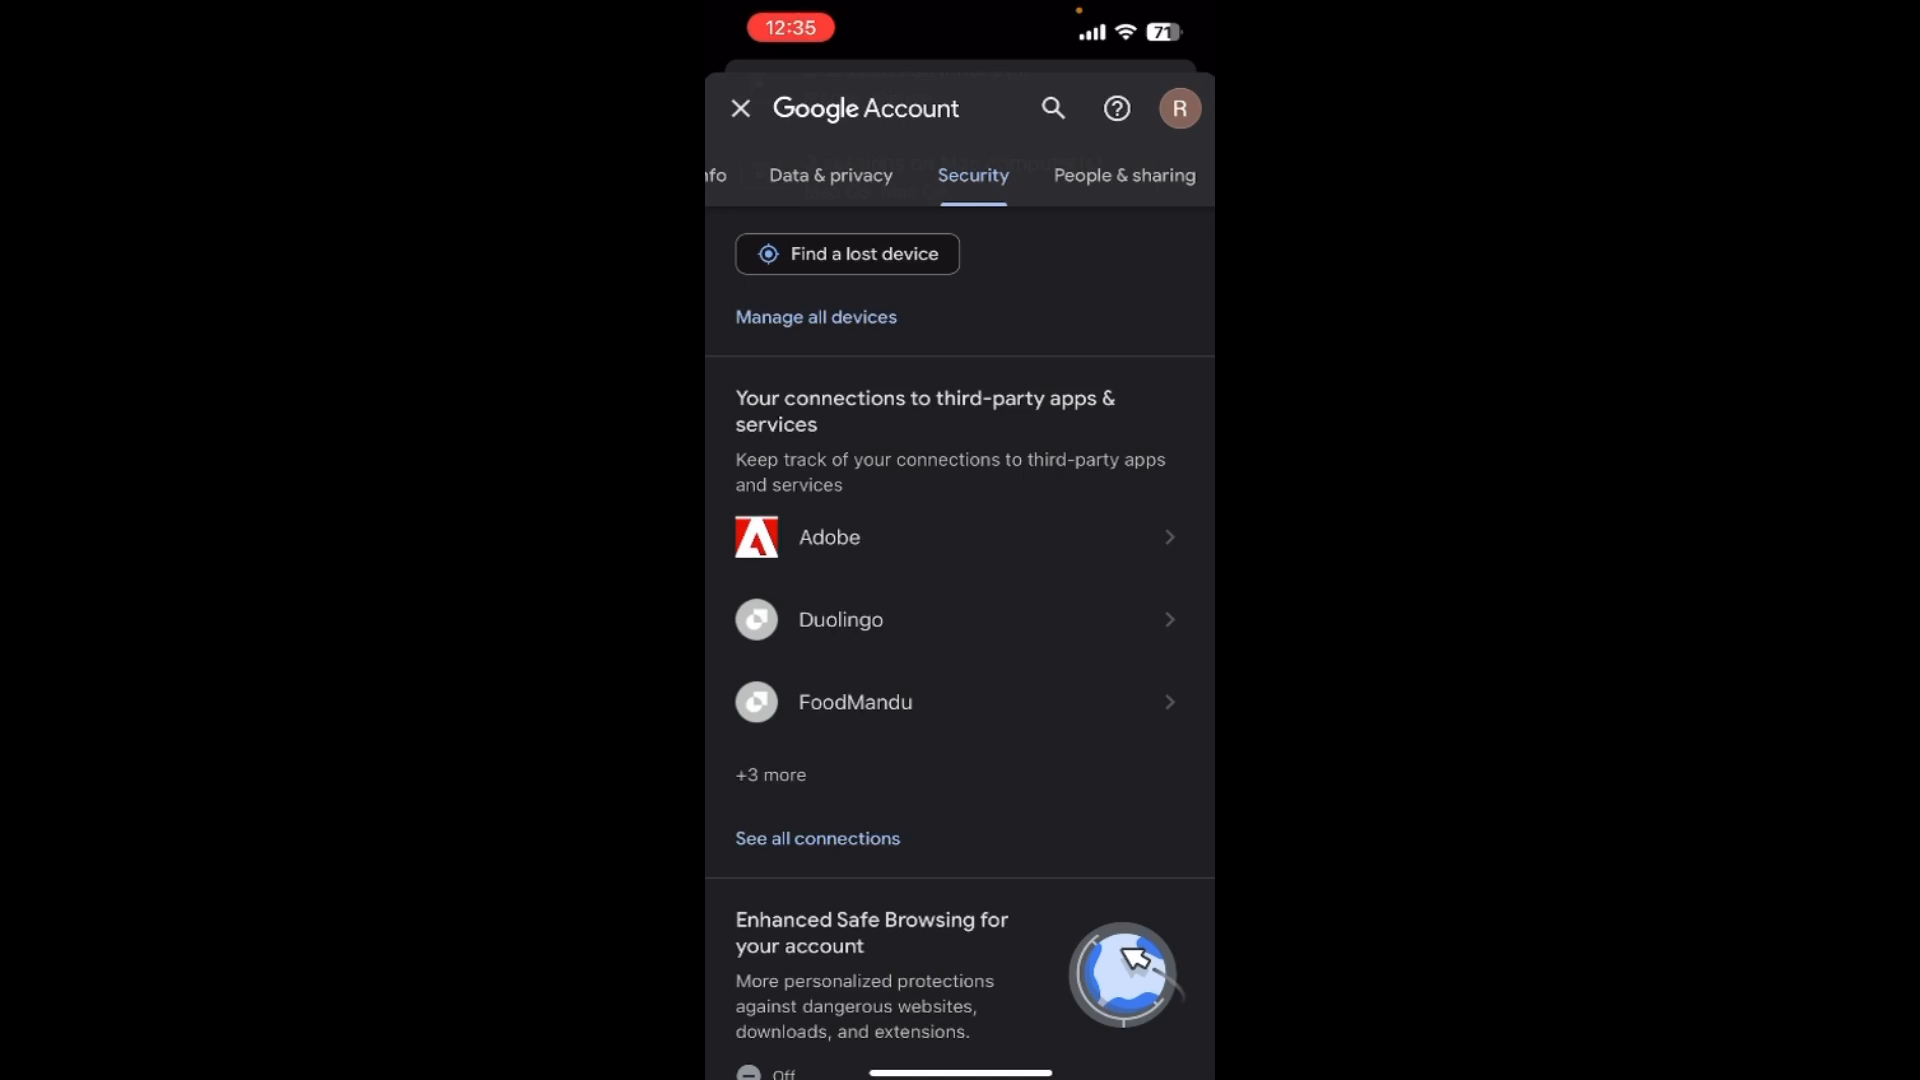 12:35
71
Google Account
R
nfo Data & privacy Security People & sharing
Find a lost device
Manage all devices
Your connections to third-party apps &
services
Keep track of your connections to third-party apps
and services
Adobe
Duolingo
FoodMandu
+3 more
See all connections
Enhanced Safe Browsing for
your account
More personalized protections
against dangerous websites,
downloads, and extensions.
Off